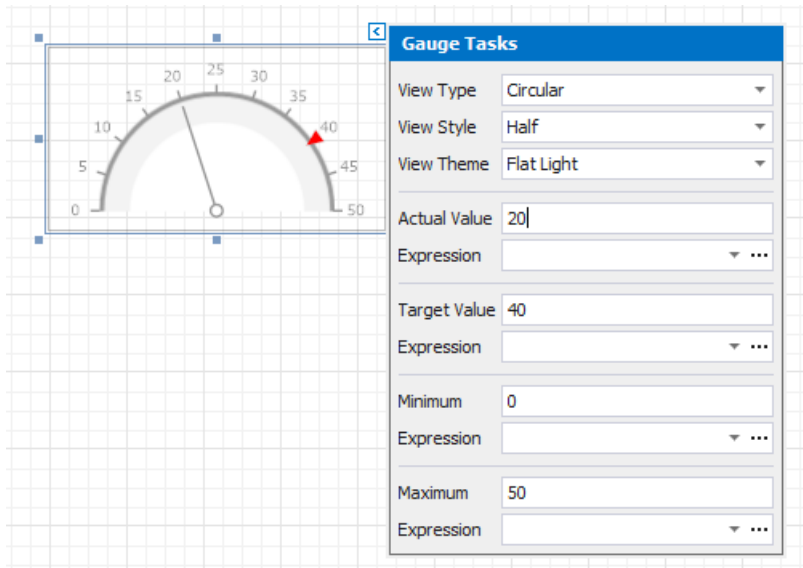 Gauge Tasks
View Type Circular
View Style Half
View Theme Flat Light
Actual Value 20
Expression ...
Target Value 40
Expression ...
Minimum 0
Expression ...
Maximum 50
Expression ...
0 5 10 15 20 25 30 35 40 45 50